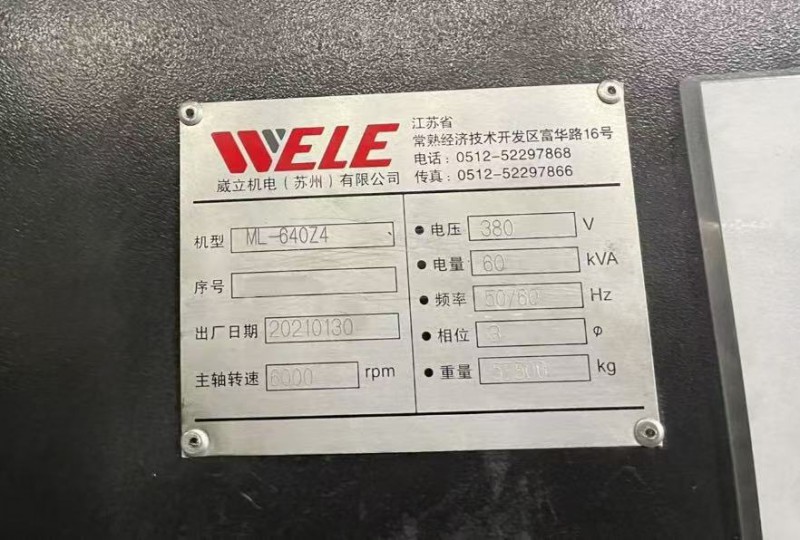 WELE
崴立机电(苏州)有限公司
江苏省
常熟经济技术开发区富华路16号
电话:0512-52297868
传真:0512-52297866
机型 ML-640Z4
序号
出厂日期 20210130
主轴转速 6000 rpm
电压 380 V
电量 60 kVA
频率 50/60 Hz
相位 3 φ
重量 kg